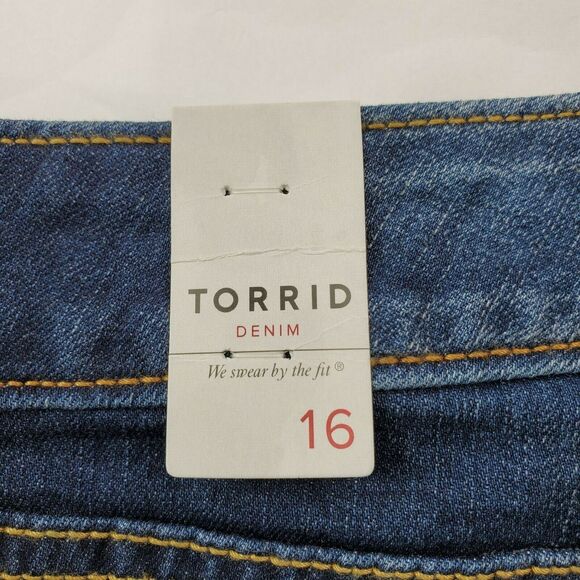 TORRID
DENIM
We swear by the fit ®
16